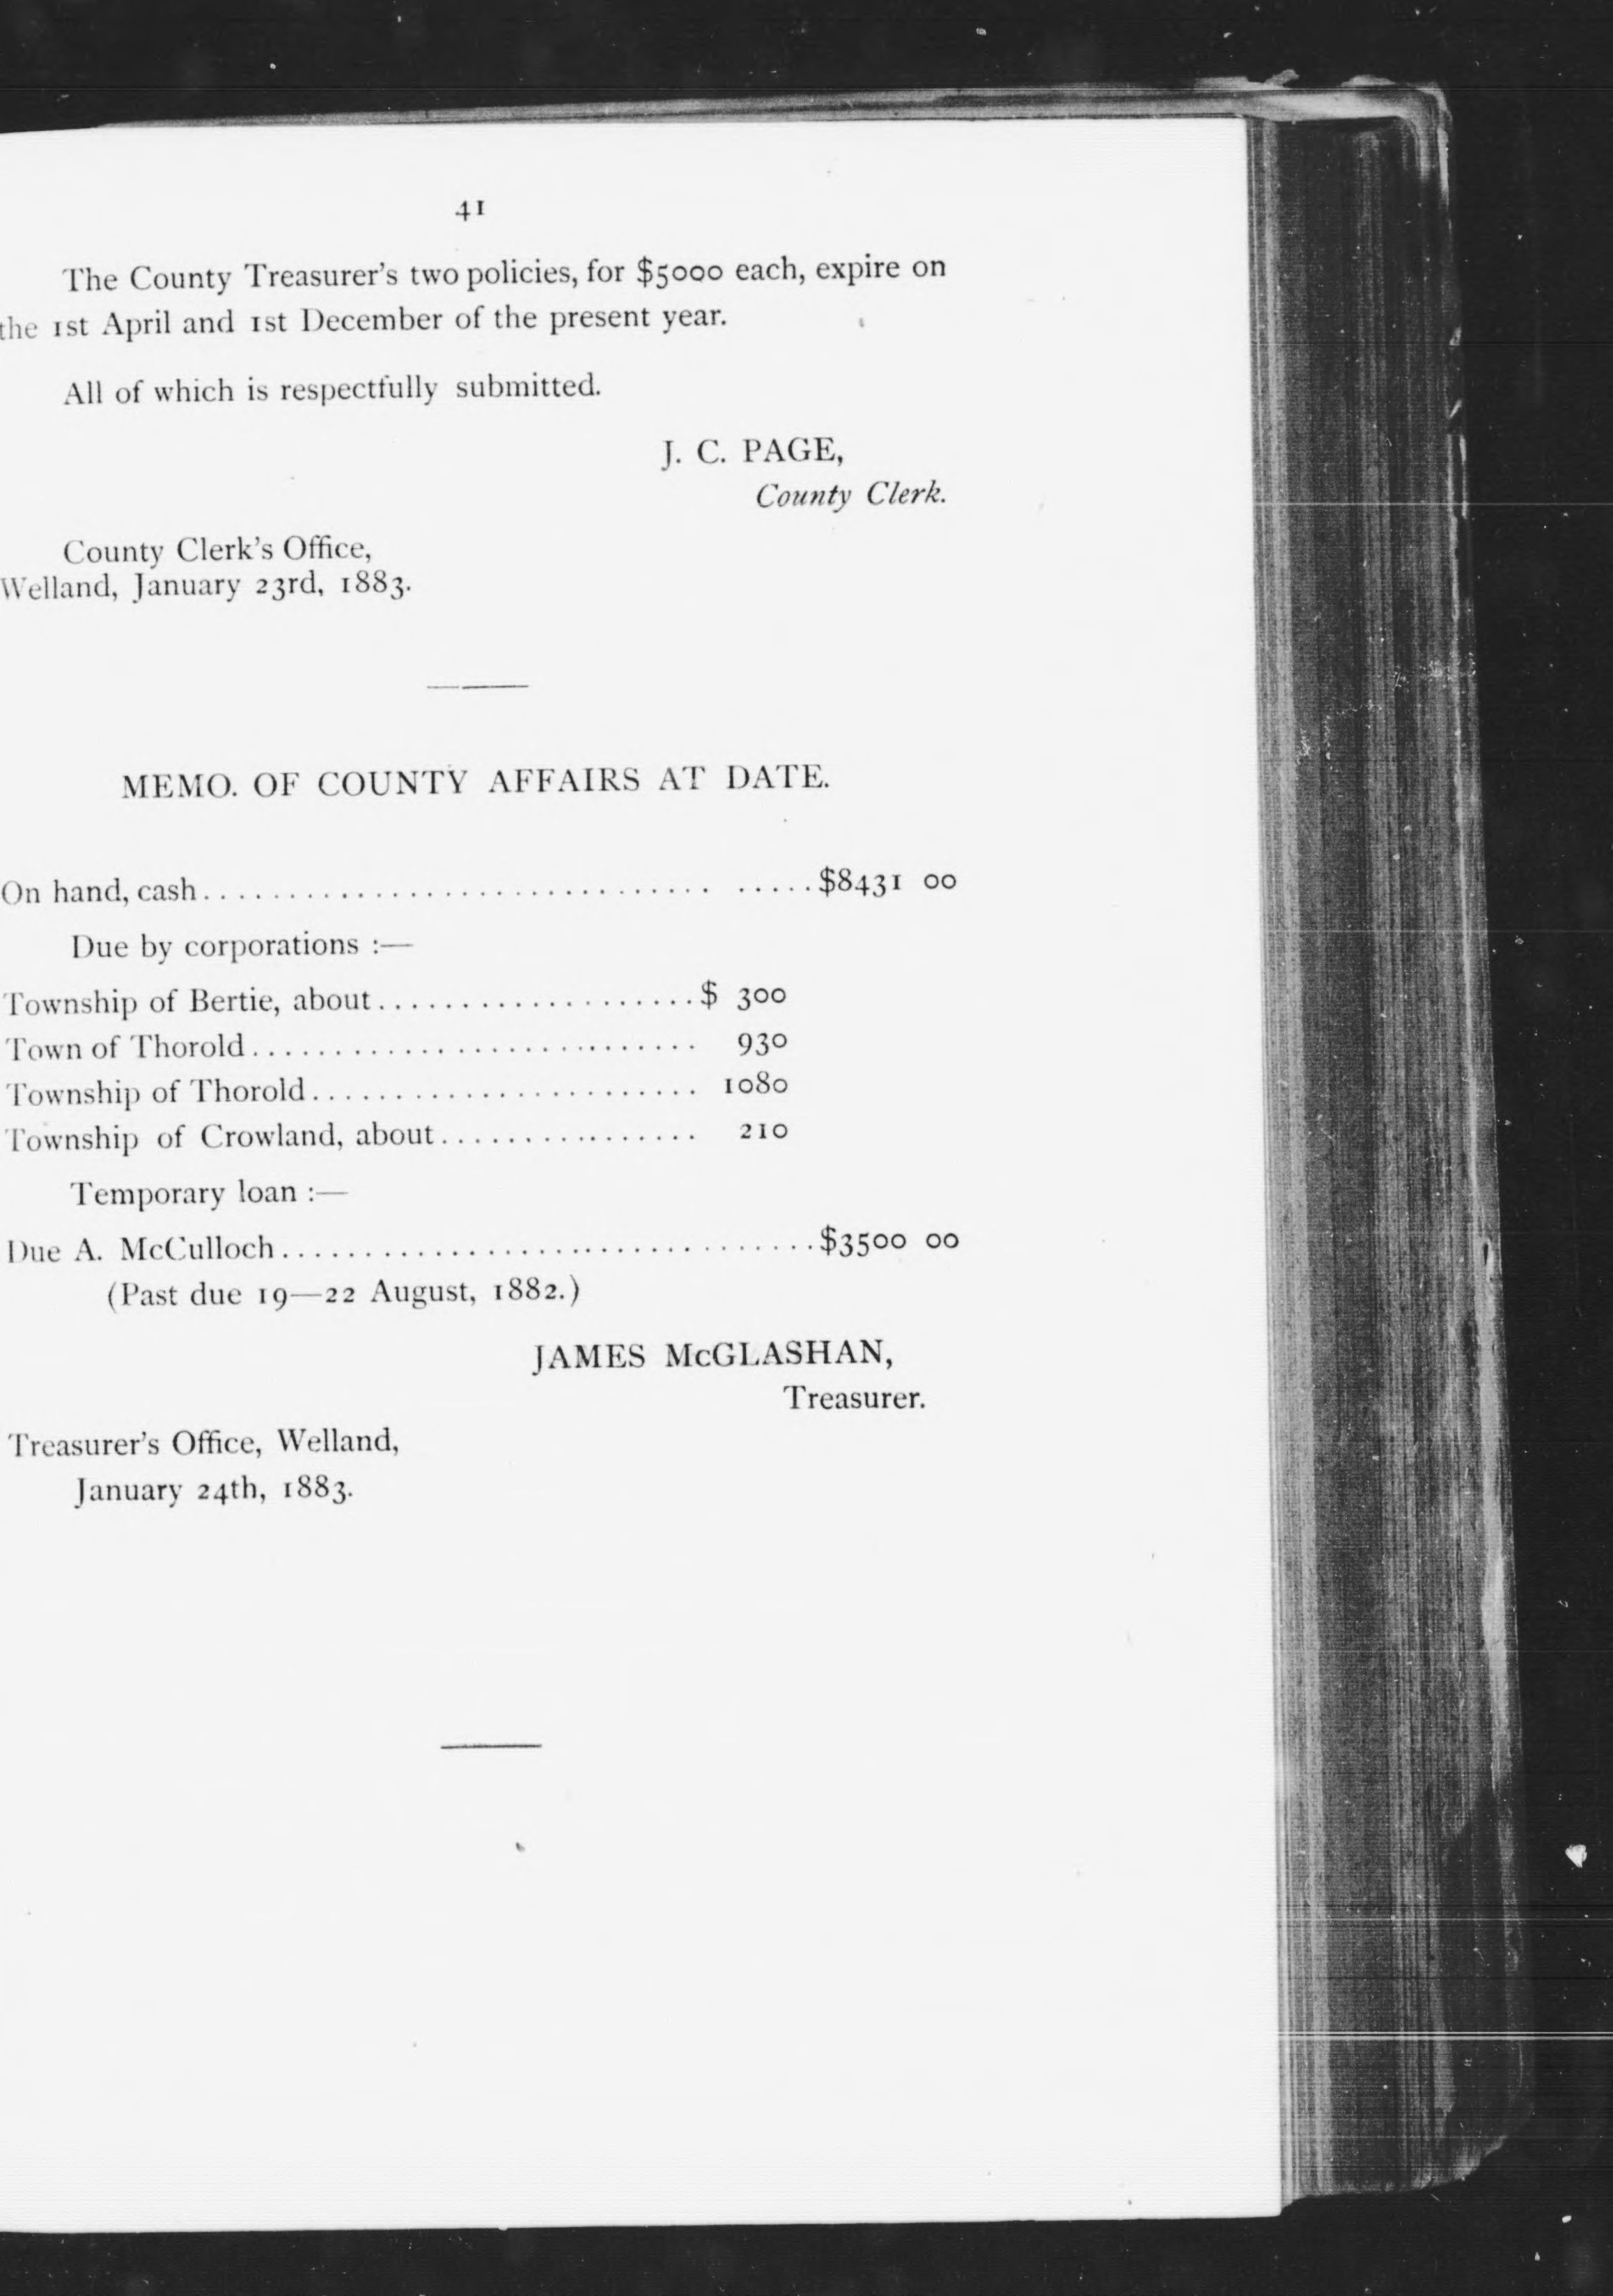 41
The County Treasurer's two policies, for $5000 each, expire on
the 1st April and 1st December of the present year.
All of which is respectfully submitted.
J. C. PAGE,
County Clerk.
County Clerk's Office,
Welland, January 23rd, 1883.
MEMO. OF COUNTY AFFAIRS AT DATE.
On hand, cash.............................. .....$8431 00
Due by corporations :—
Township of Bertie, about...................$ 300
Town of Thorold........................... 930
Township of Thorold....................... 1080
Township of Crowland, about................ 210
Temporary loan :—
Due A. McCulloch................................$3500 00
(Past due 19—22 August, 1882.)
JAMES McGLASHAN,
Treasurer.
Treasurer's Office, Welland,
January 24th, 1883.